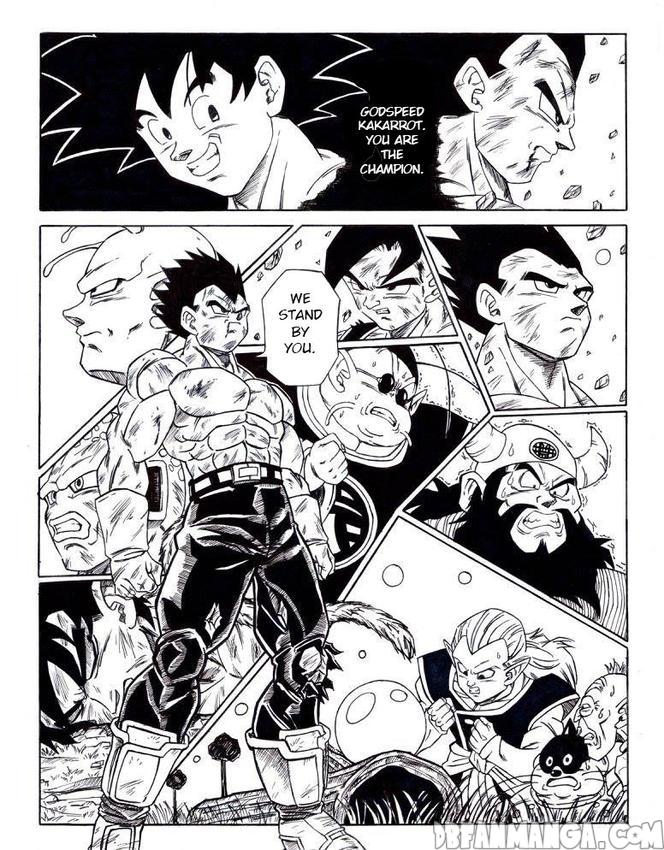 GODSPEED
KAKARROT.
YOU ARE
THE
CHAMPION.
WE
STAND
BY
YOU.
DBFANMANGA.COM